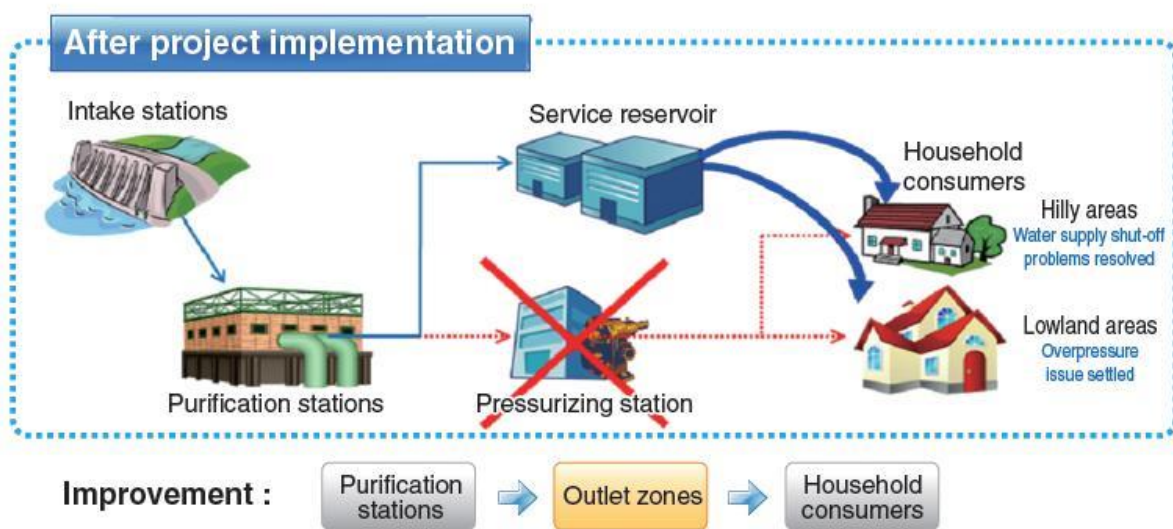 After project implementation
Intake stations
Service reservoir
Household
consumers
Hilly areas
Water supply shut-off
problems resolved
Lowland areas
Overpressure
issue settled
Purification stations
Pressurizing station
Improvement :
Purification
stations
Outlet zones
Household
consumers